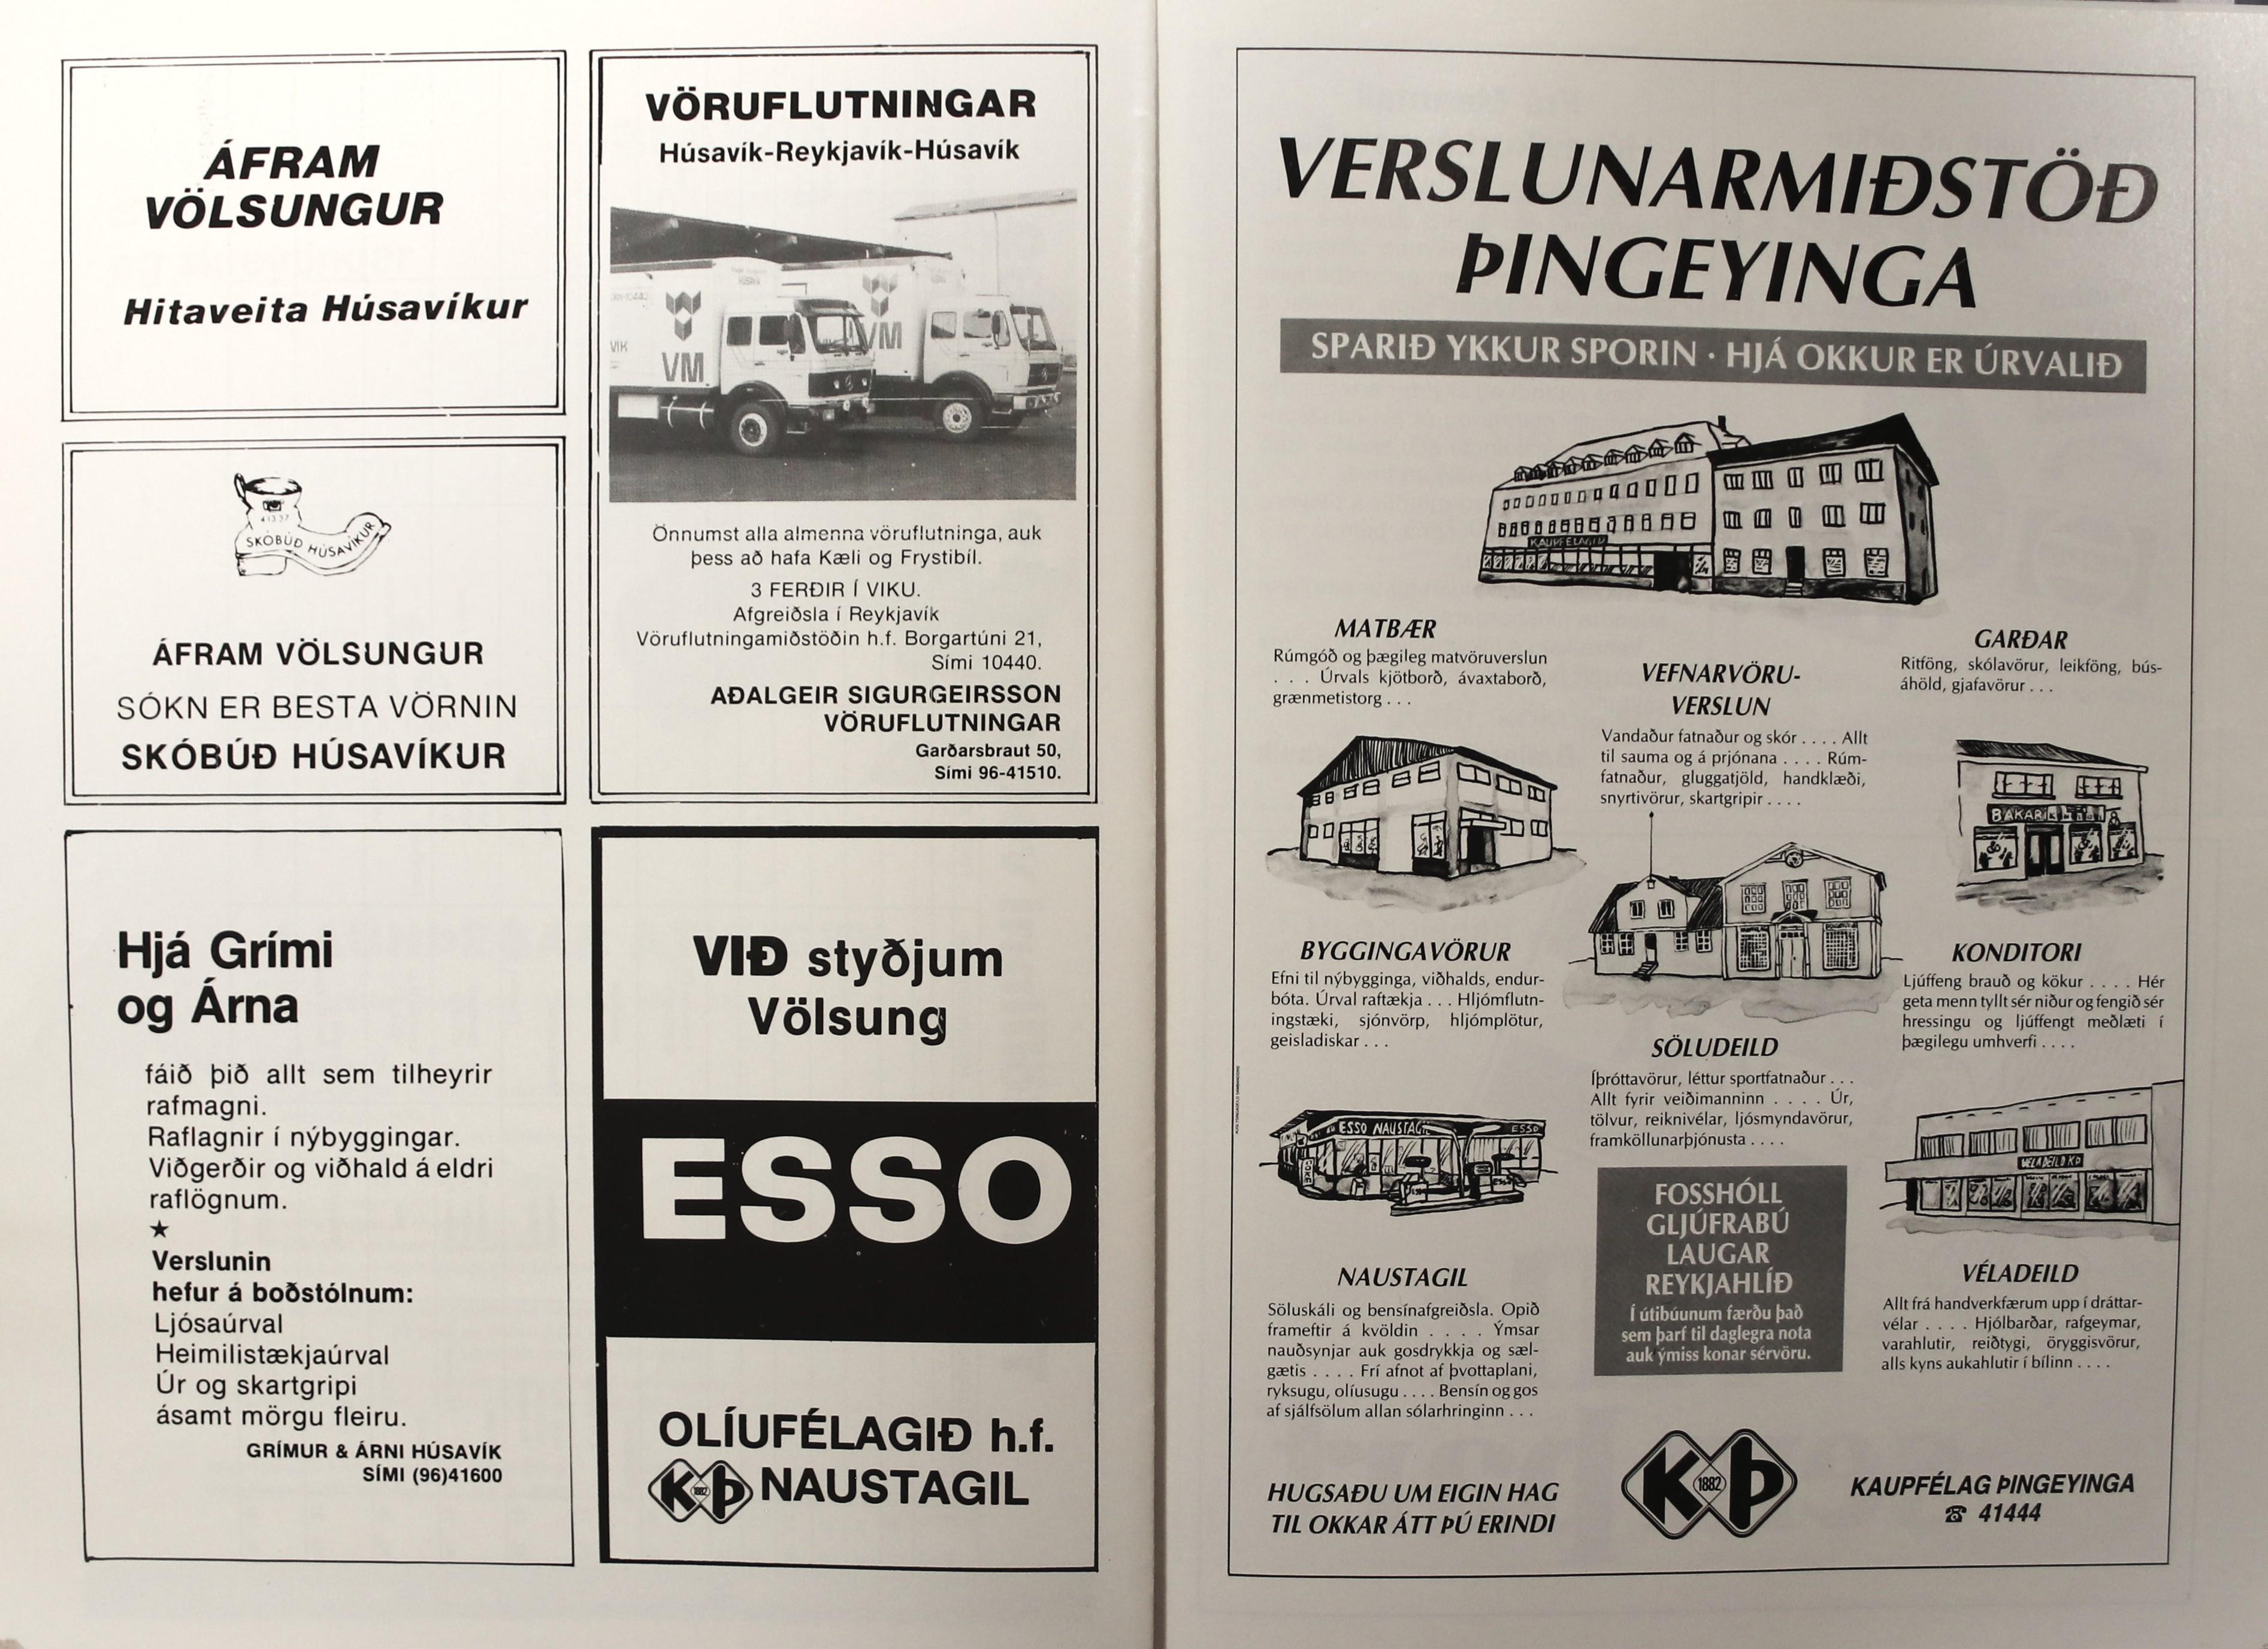 ÁFRAM
VÖLSUNGUR
Hitaveita Húsavíkur
41337
SKÓBÚÐ HÚSAVÍKUR
ÁFRAM VÖLSUNGUR
SÓKN ER BESTA VÖRNIN
SKÓBÚÐ HÚSAVÍKUR
Hjá Grími
og Árna
fáið þið allt sem tilheyrir
rafmagni.
Raflagnir í nýbyggingar.
Viðgerðir og viðhald á eldri
raflögnum.
★
Verslunin
hefur á boðstólnum:
Ljósaúrval
Heimilistækjaúrval
Úr og skartgripi
ásamt mörgu fleiru.
GRÍMUR & ÁRNI HÚSAVÍK
SÍMI (96)41600
VÖRUFLUTNINGAR
Húsavík-Reykjavík-Húsavík
VM
VM
Önnumst alla almenna vöruflutninga, auk
þess að hafa Kæli og Frystibíl.
3 FERÐIR Í VIKU.
Afgreiðsla í Reykjavík
Vöruflutningamiðstöðin h.f. Borgartúni 21,
Sími 10440.
AÐALGEIR SIGURGEIRSSON
VÖRUFLUTNINGAR
Garðarsbraut 50,
Sími 96-41510.
VIÐ styðjum
Völsung
ESSO
OLÍUFÉLAGIÐ h.f.
K 1882 Þ NAUSTAGIL
VERSLUNARMIÐSTÖÐ
ÞINGEYINGA
SPARIÐ YKKUR SPORIN · HJÁ OKKUR ER ÚRVALIÐ
KAUPFÉLAGIÐ
MATBÆR
Rúmgóð og þægileg matvöruverslun
. . . Úrvals kjötborð, ávaxtaborð,
grænmetistorg . . .
VEFNARVÖRU-
VERSLUN
Vandaður fatnaður og skór . . . . Allt
til sauma og á prjónana . . . . Rúm-
fatnaður, gluggatjöld, handklæði,
snyrtivörur, skartgripir . . . .
GARÐAR
Ritföng, skólavörur, leikföng, bús-
áhöld, gjafavörur . . .
BAKARÍ
BYGGINGAVÖRUR
Efni til nýbygginga, viðhalds, endur-
bóta. Úrval raftækja . . . Hljómflutn-
ingstæki, sjónvörp, hljómplötur,
geisladiskar . . .
SÖLUDEILD
Íþróttavörur, léttur sportfatnaður . . .
Allt fyrir veiðimanninn . . . . Úr,
tölvur, reiknivélar, ljósmyndavörur,
framköllunarþjónusta . . . .
KONDITORI
Ljúffeng brauð og kökur . . . . Hér
geta menn tyllt sér niður og fengið sér
hressingu og ljúffengt meðlæti í
þægilegu umhverfi . . . .
ESSO NAUSTAGIL ESSO
VÉLADEILD KÞ
NAUSTAGIL
Söluskáli og bensínafgreiðsla. Opið
frameftir á kvöldin . . . . Ýmsar
nauðsynjar auk gosdrykkja og sæl-
gætis . . . . Frí afnot af þvottaplani,
ryksugu, olíusugu . . . . Bensín og gos
af sjálfsölum allan sólarhringinn . . .
FOSSHÓLL
GLJÚFRABÚ
LAUGAR
REYKJAHLÍÐ
Í útibúunum færðu það
sem þarf til daglegra nota
auk ýmiss konar sérvöru.
VÉLADEILD
Allt frá handverkfærum upp í dráttar-
vélar . . . . Hjólbarðar, rafgeymar,
varahlutir, reiðtygi, öryggisvörur,
alls kyns aukahlutir í bílinn . . . .
HUGSAÐU UM EIGIN HAG
TIL OKKAR ÁTT ÞÚ ERINDI
K 1882 Þ
KAUPFÉLAG ÞINGEYINGA
☎ 41444